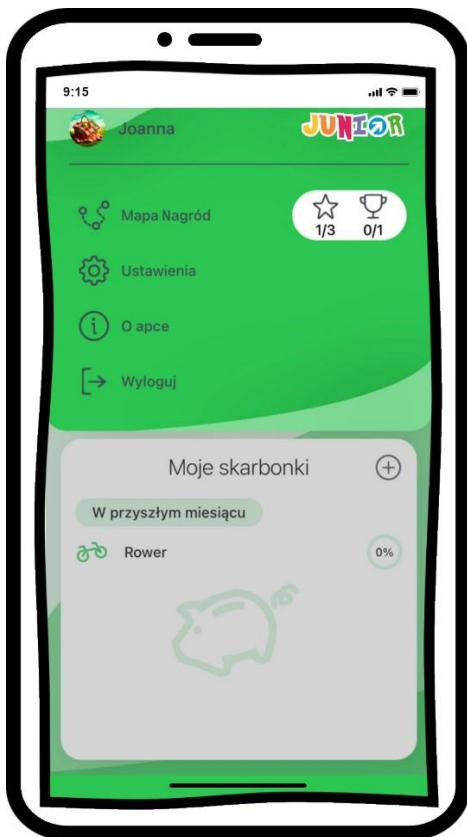 9:15
Joanna
JUNIOR
Mapa Nagród
1/3 0/1
Ustawienia
O apce
Wyloguj
Moje skarbonki
W przyszłym miesiącu
Rower
0%